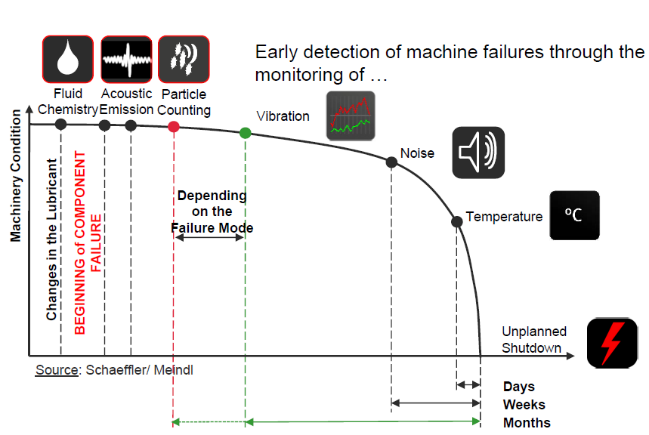 Early detection of machine failures through the
monitoring of …
Fluid
Chemistry
Acoustic
Emission
Particle
Counting
Vibration
Noise
Temperature
°C
Machinery Condition
Changes in the Lubricant
BEGINNING of COMPONENT
FAILURE
Depending
on the
Failure Mode
Unplanned
Shutdown
Source: Schaeffler/ Meindl
Days
Weeks
Months